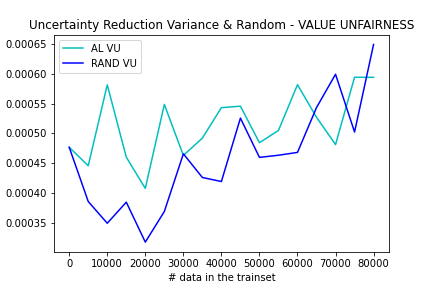 Uncertainty Reduction Variance & Random - VALUE UNFAIRNESS
AL VU
RAND VU
0.00065
0.00060
0.00055
0.00050
0.00045
0.00040
0.00035
0 10000 20000 30000 40000 50000 60000 70000 80000
# data in the trainset